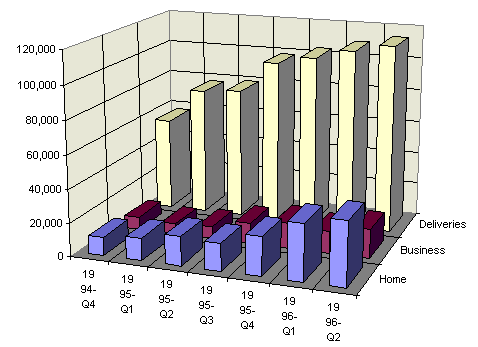 120,000
100,000
80,000
60,000
40,000
20,000
0
Deliveries
Business
Home
19
94-
Q4
19
95-
Q1
19
95-
Q2
19
95-
Q3
19
95-
Q4
19
96-
Q1
19
96-
Q2